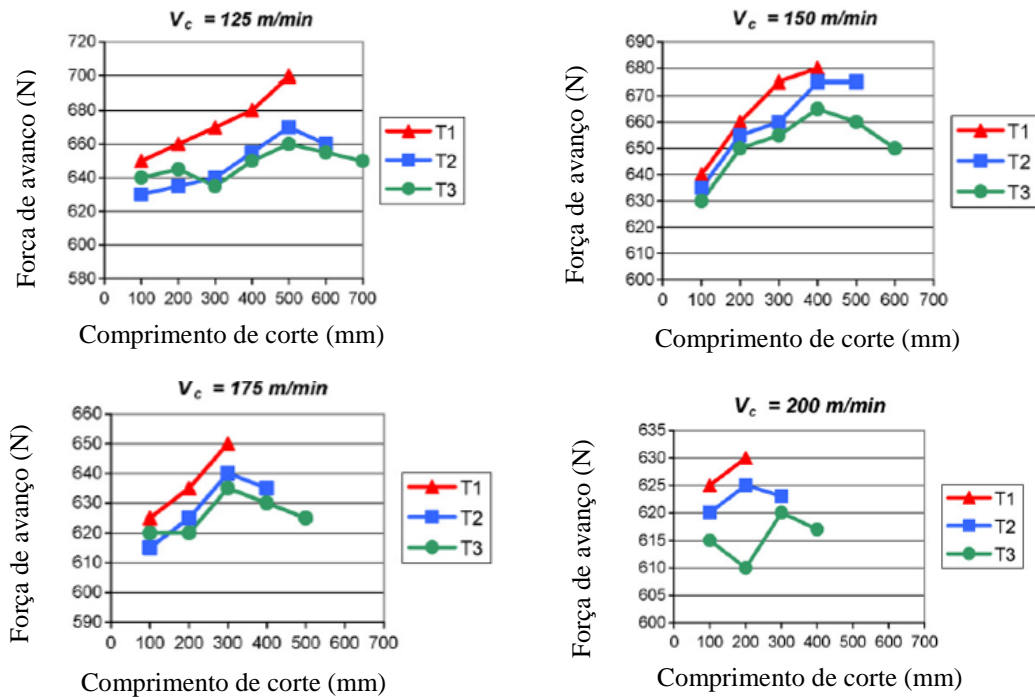 V_c = 125 m/min
Força de avanco (N)
720
700
680
660
640
620
600
580
0 100 200 300 400 500 600 700
Comprimento de corte (mm)
T1
T2
T3
V_c = 150 m/min
Força de avanço (N)
690
680
670
660
650
640
630
620
610
600
0 100 200 300 400 500 600 700
Comprimento de corte (mm)
T1
T2
T3
V_c = 175 m/min
Força de avanço (N)
660
650
640
630
620
610
600
590
0 100 200 300 400 500 600 700
Comprimento de corte (mm)
T1
T2
T3
V_c = 200 m/min
Força de avanço (N)
635
630
625
620
615
610
605
600
0 100 200 300 400 500 600 700
Comprimento de corte (mm)
T1
T2
T3